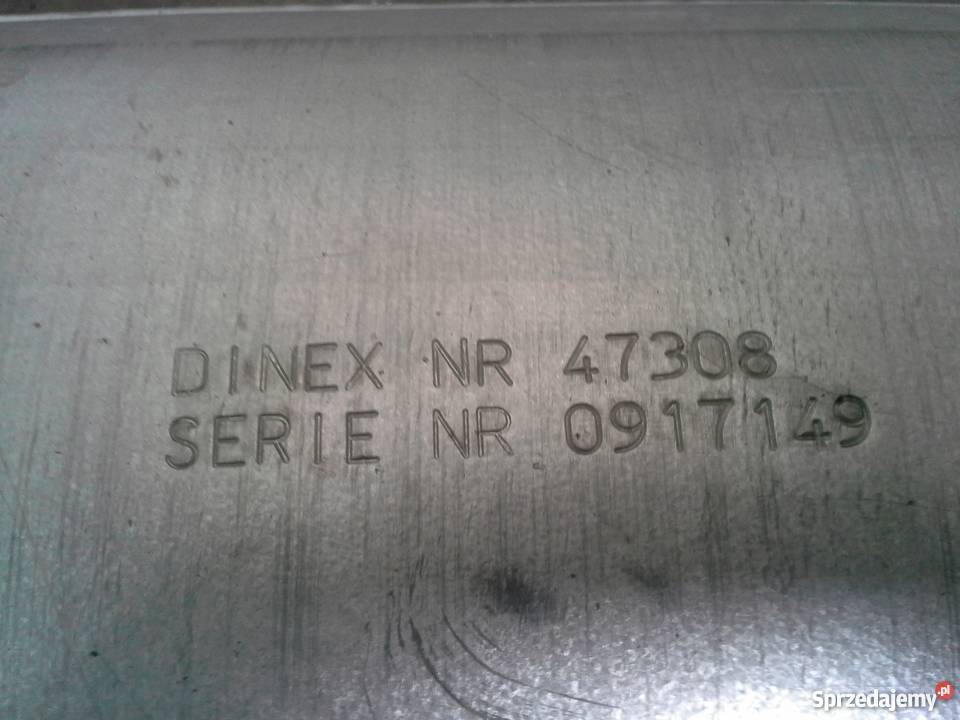 DINEX NR 47308
SERIE NR 0917149
Sprzedajemy.pl